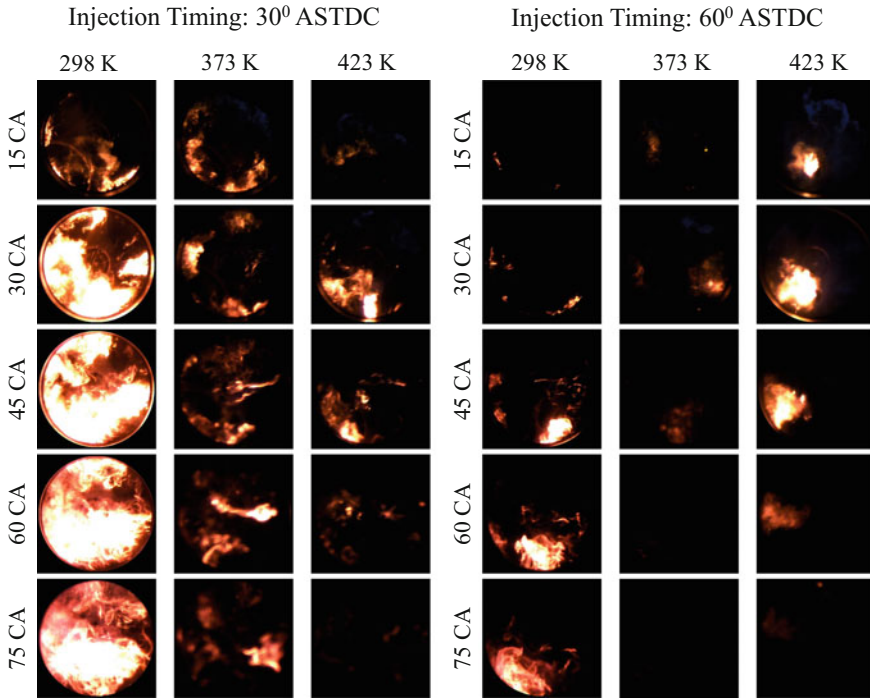 Injection Timing: 30⁰ ASTDC Injection Timing: 60⁰ ASTDC
298 K 373 K 423 K 298 K 373 K 423 K
15 CA 15 CA
30 CA 30 CA
45 CA 45 CA
60 CA 60 CA
75 CA 75 CA